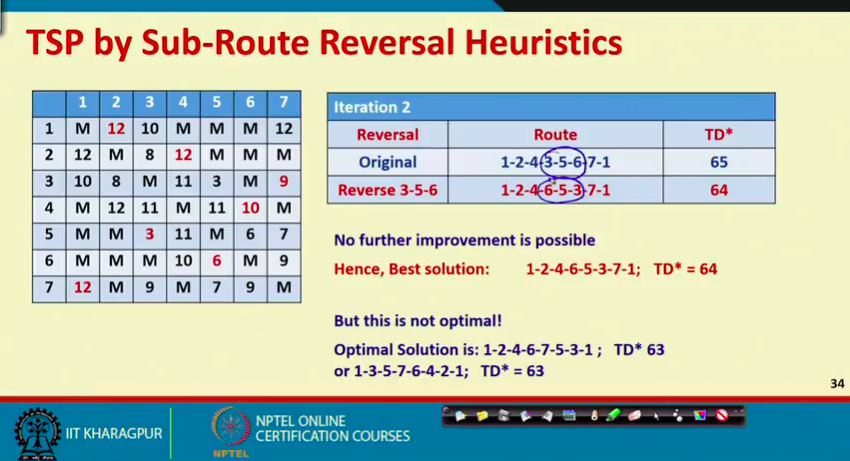 TSP by Sub-Route Reversal Heuristics
1 2 3 4 5 6 7
1 M 12 10 M M M 12
2 12 M 8 12 M M M
3 10 8 M 11 3 M 9
4 M 12 11 M 11 10 M
5 M M 3 11 M 6 7
6 M M M 10 6 M 9
7 12 M 9 M 7 9 M
Iteration 2
Reversal Route TD*
Original 1-2-4-3-5-6-7-1 65
Reverse 3-5-6 1-2-4-6-5-3-7-1 64
No further improvement is possible
Hence, Best solution: 1-2-4-6-5-3-7-1; TD* = 64
But this is not optimal!
Optimal Solution is: 1-2-4-6-7-5-3-1 ; TD* 63
or 1-3-5-7-6-4-2-1; TD* = 63
34
IIT KHARAGPUR
NPTEL
NPTEL ONLINE
CERTIFICATION COURSES